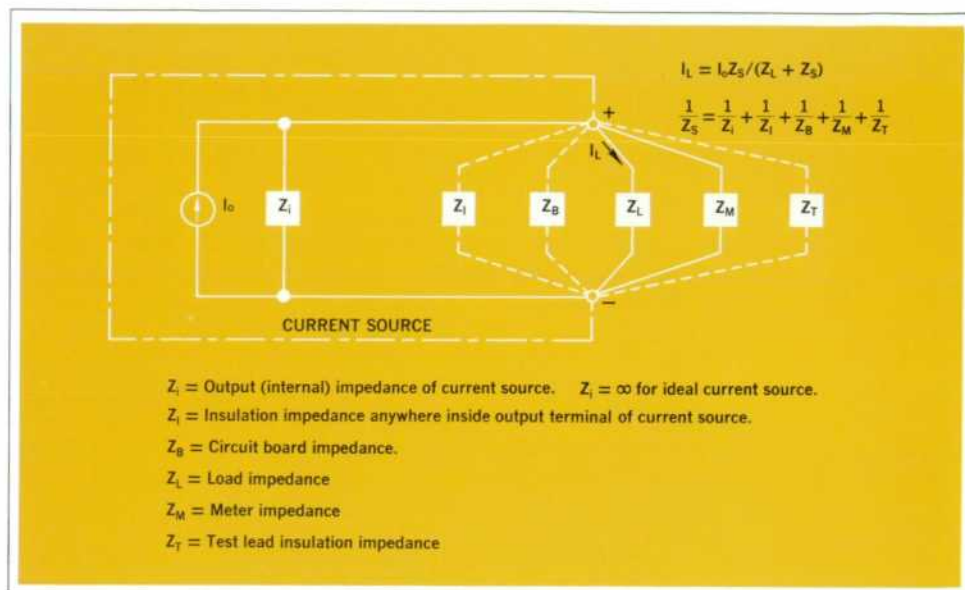 I_L = I_oZ_S/(Z_L + Z_S)
1/Z_S = 1/Z_i + 1/Z_I + 1/Z_B + 1/Z_M + 1/Z_T
+
I_L
I_o
Z_i
Z_I
Z_B
Z_L
Z_M
Z_T
−
CURRENT SOURCE
Z_i = Output (internal) impedance of current source. Z_i = ∞ for ideal current source.
Z_I = Insulation impedance anywhere inside output terminal of current source.
Z_B = Circuit board impedance.
Z_L = Load impedance
Z_M = Meter impedance
Z_T = Test lead insulation impedance